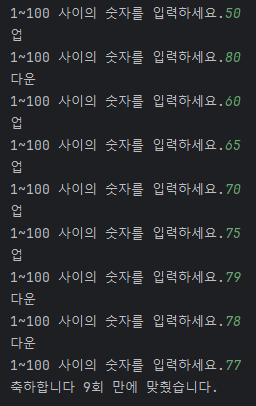 1~100 사이의 숫자를 입력하세요.50
업
1~100 사이의 숫자를 입력하세요.80
다운
1~100 사이의 숫자를 입력하세요.60
업
1~100 사이의 숫자를 입력하세요.65
업
1~100 사이의 숫자를 입력하세요.70
업
1~100 사이의 숫자를 입력하세요.75
업
1~100 사이의 숫자를 입력하세요.79
다운
1~100 사이의 숫자를 입력하세요.78
다운
1~100 사이의 숫자를 입력하세요.77
축하합니다 9회 만에 맞췄습니다.